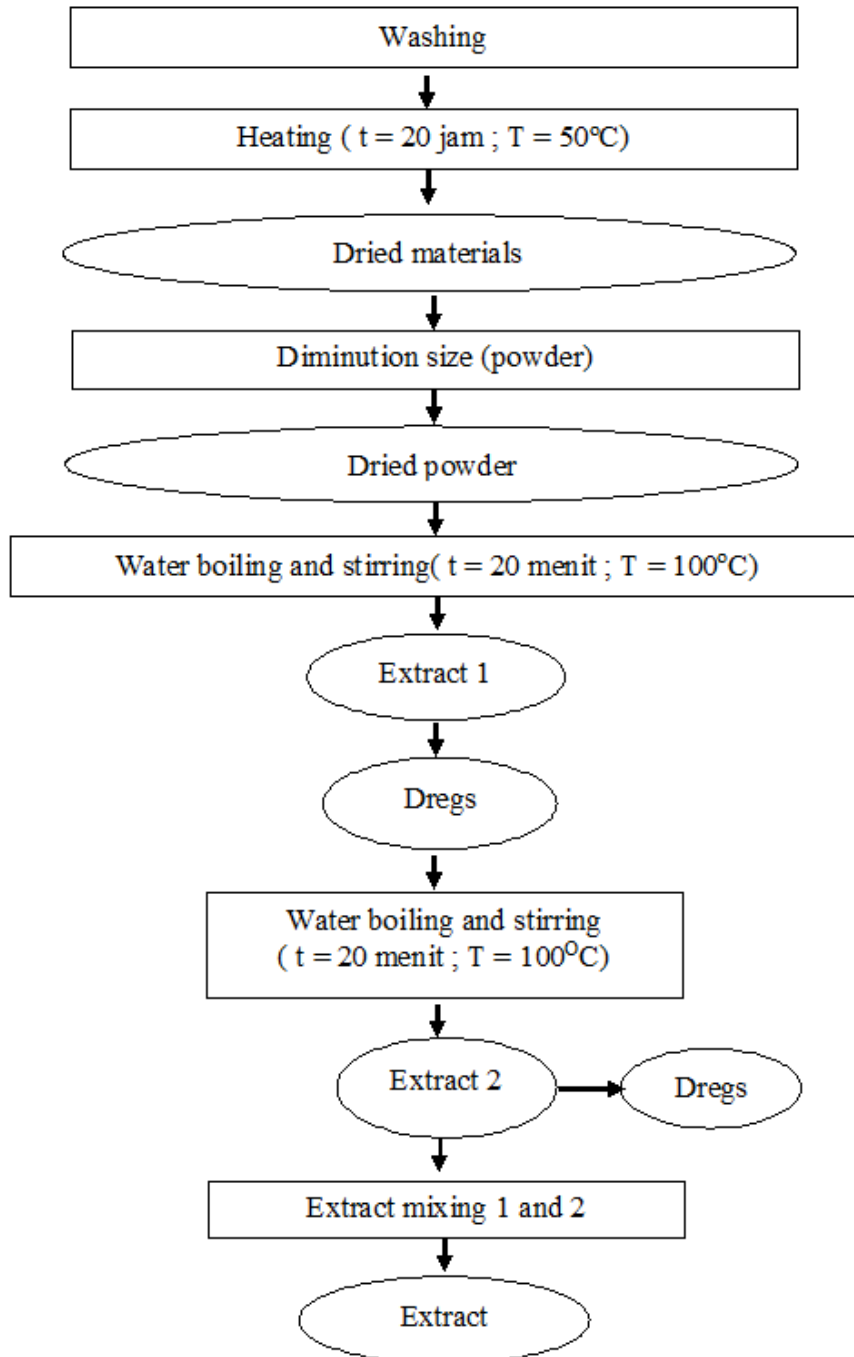 Washing
Heating ( t = 20 jam ; T = 50°C)
Dried materials
Diminution size (powder)
Dried powder
Water boiling and stirring( t = 20 menit ; T = 100°C)
Extract 1
Dregs
Water boiling and stirring
( t = 20 menit ; T = 100°C)
Extract 2
Dregs
Extract mixing 1 and 2
Extract